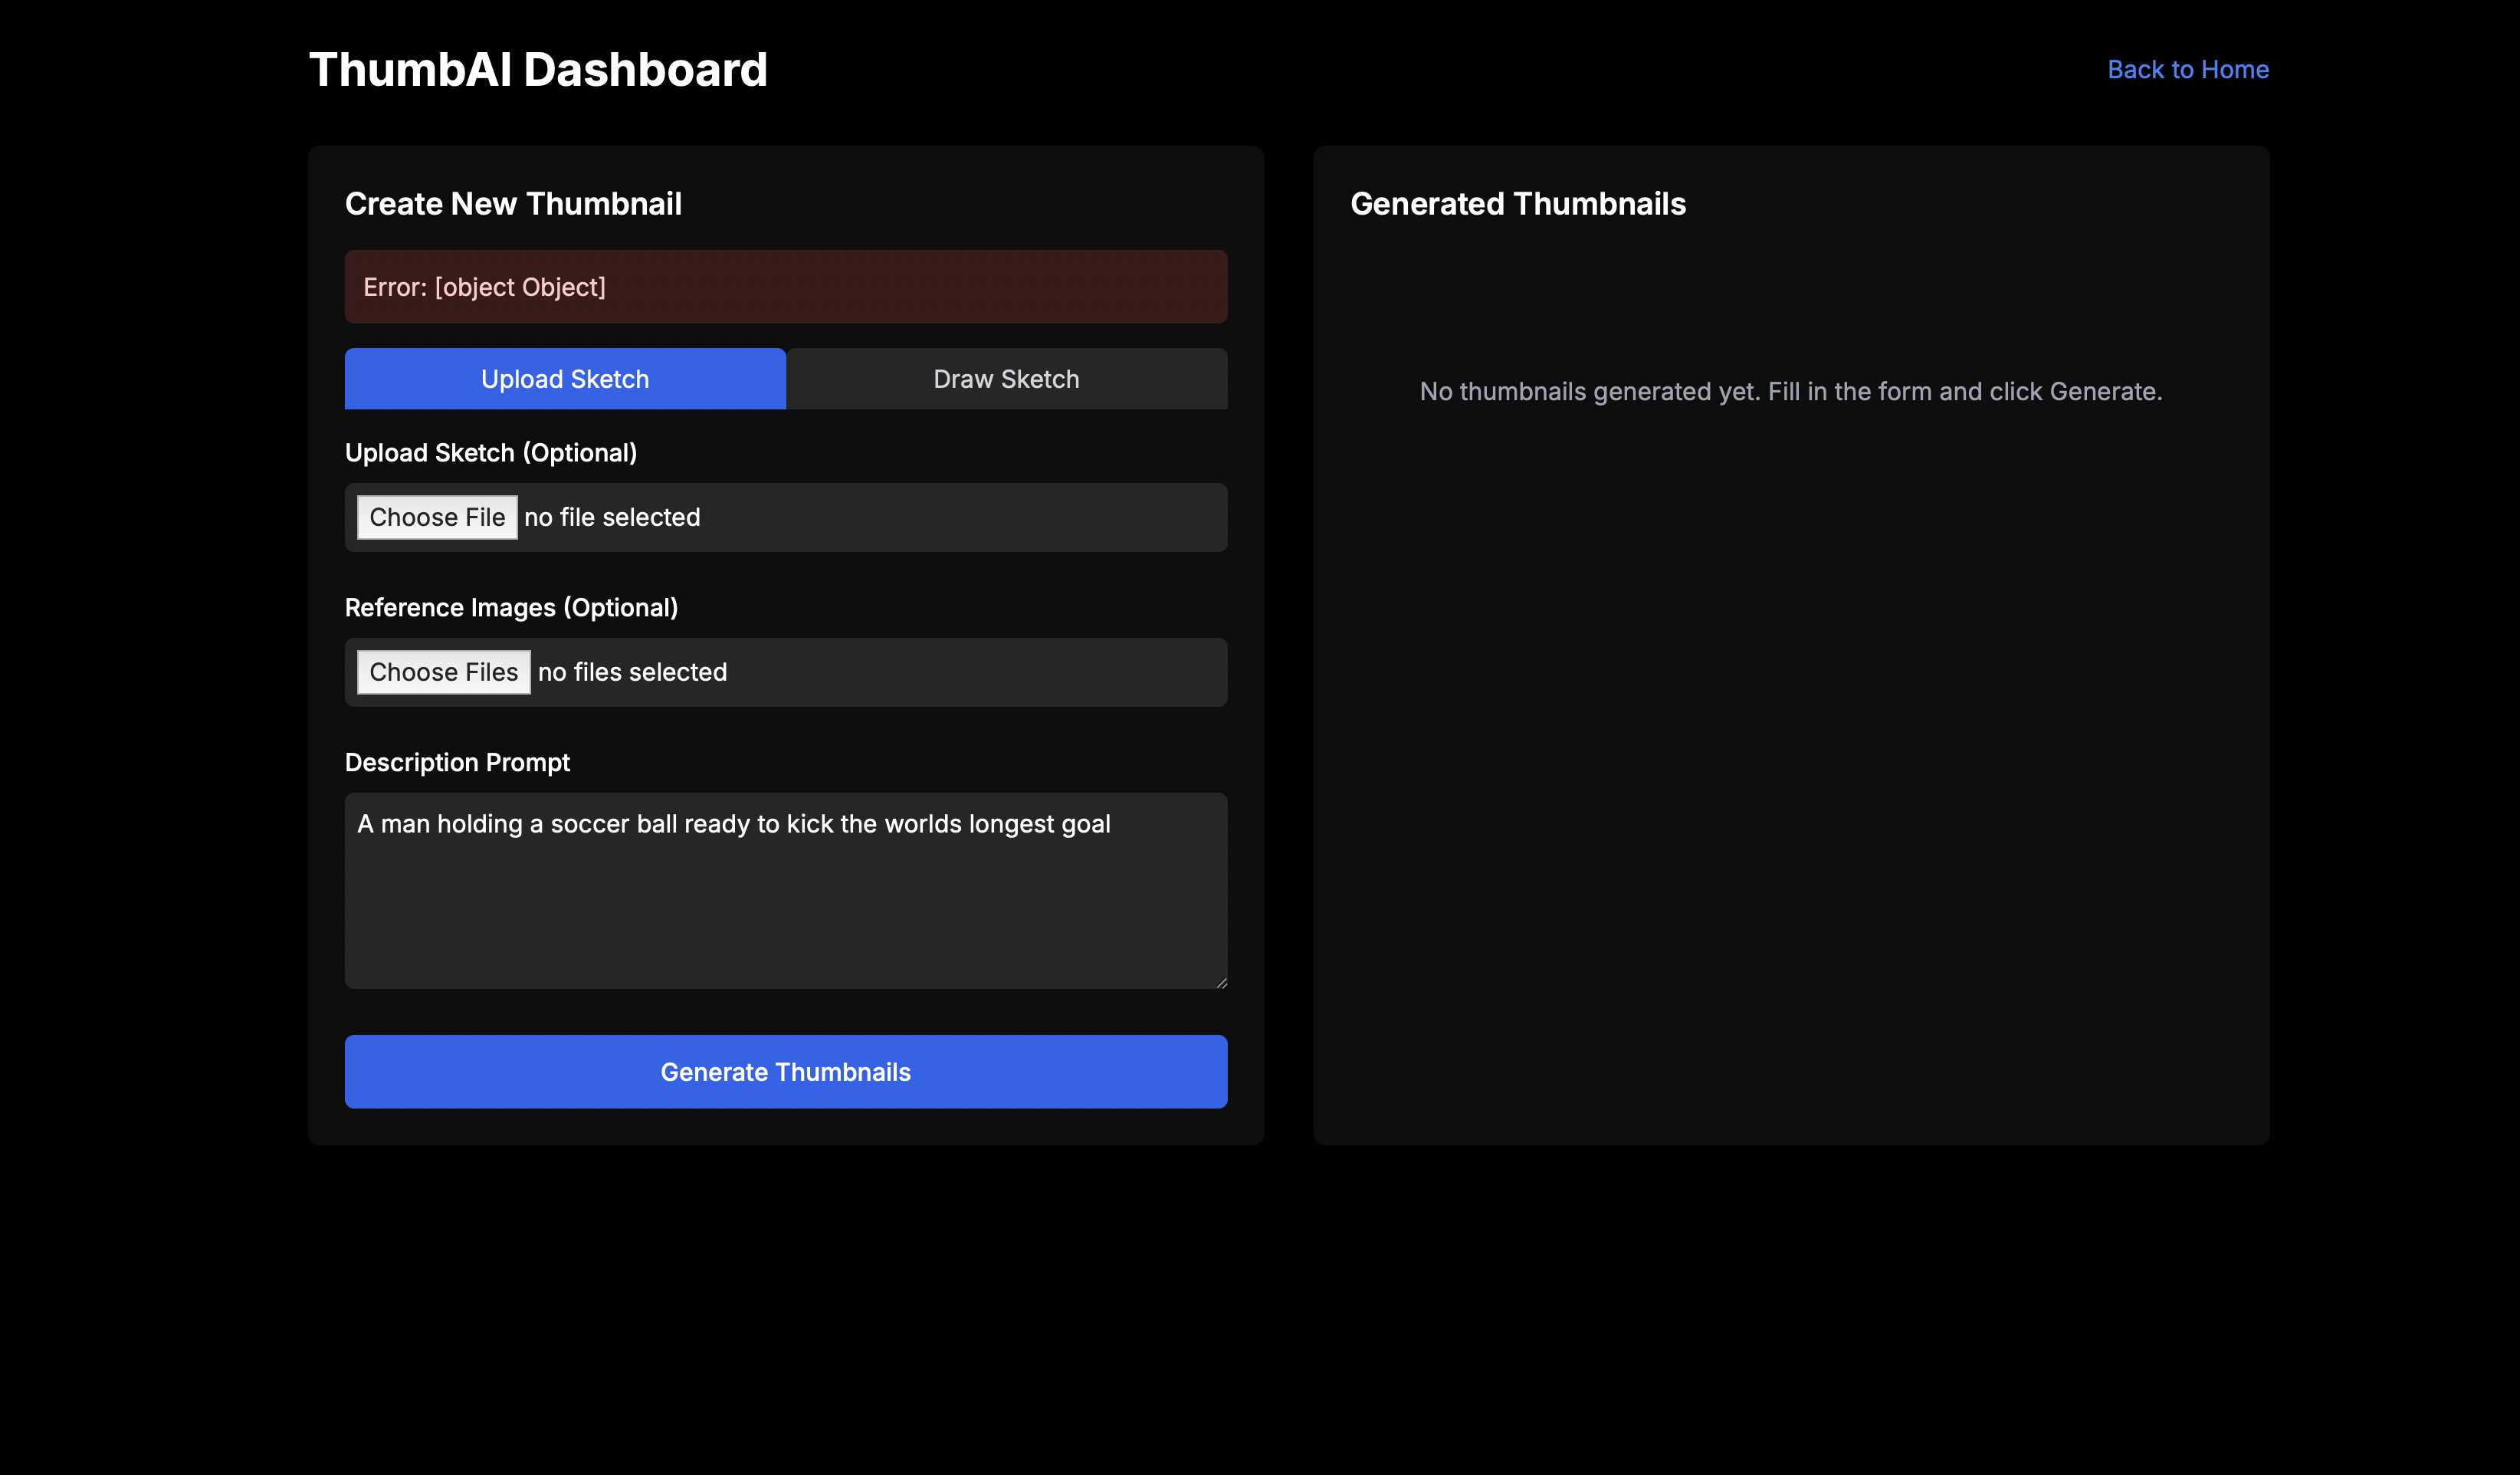 ThumbAI Dashboard
Back to Home
Create New Thumbnail
Error: [object Object]
Upload Sketch
Draw Sketch
Upload Sketch (Optional)
Choose File no file selected
Reference Images (Optional)
Choose Files no files selected
Description Prompt
A man holding a soccer ball ready to kick the worlds longest goal
Generate Thumbnails
Generated Thumbnails
No thumbnails generated yet. Fill in the form and click Generate.